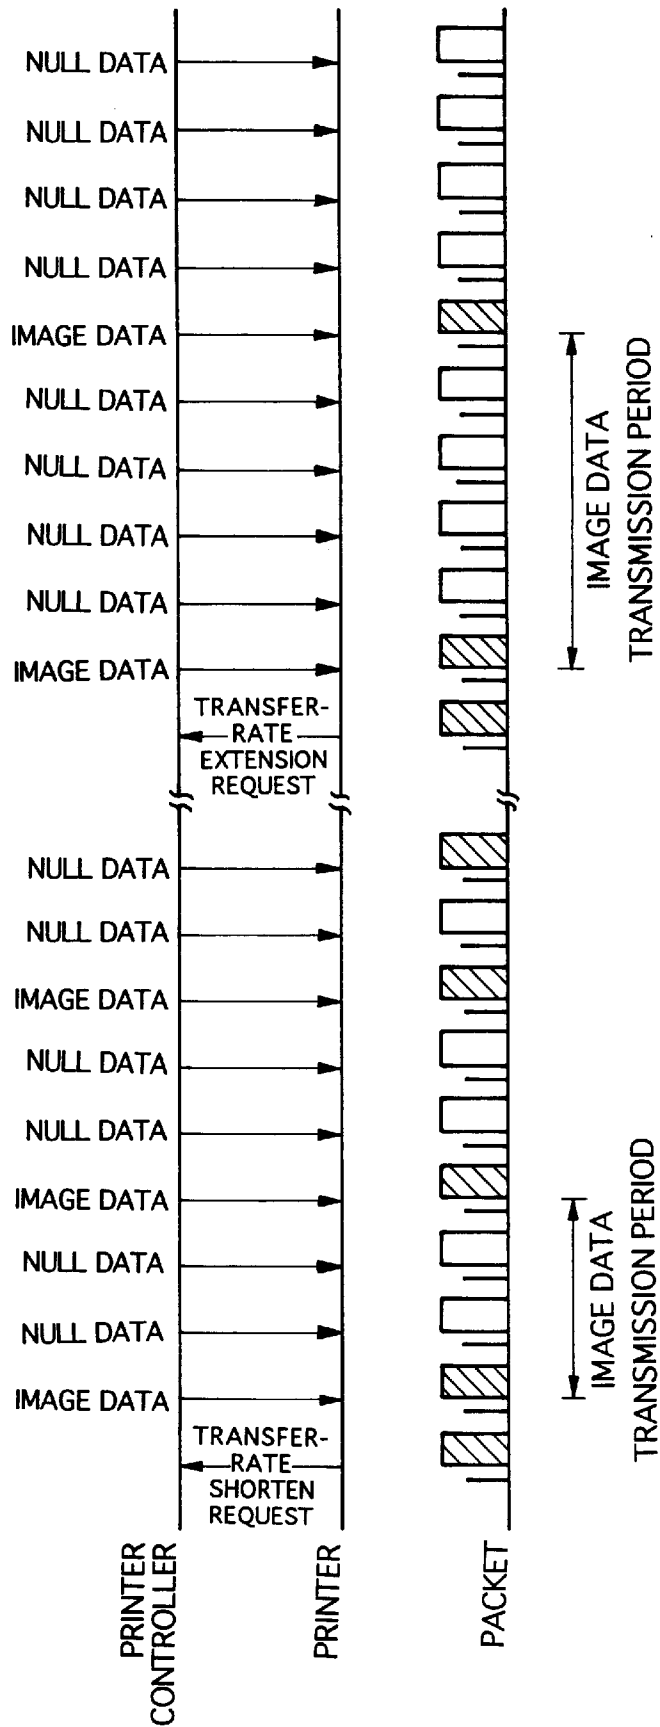 NULL DATA
NULL DATA
NULL DATA
NULL DATA
IMAGE DATA
NULL DATA
NULL DATA
NULL DATA
NULL DATA
IMAGE DATA
TRANSFER-
RATE
EXTENSION
REQUEST
IMAGE DATA
TRANSMISSION PERIOD
NULL DATA
NULL DATA
IMAGE DATA
NULL DATA
NULL DATA
IMAGE DATA
NULL DATA
NULL DATA
IMAGE DATA
TRANSFER-
RATE
SHORTEN
REQUEST
IMAGE DATA
TRANSMISSION PERIOD
PRINTER
CONTROLLER
PRINTER
PACKET